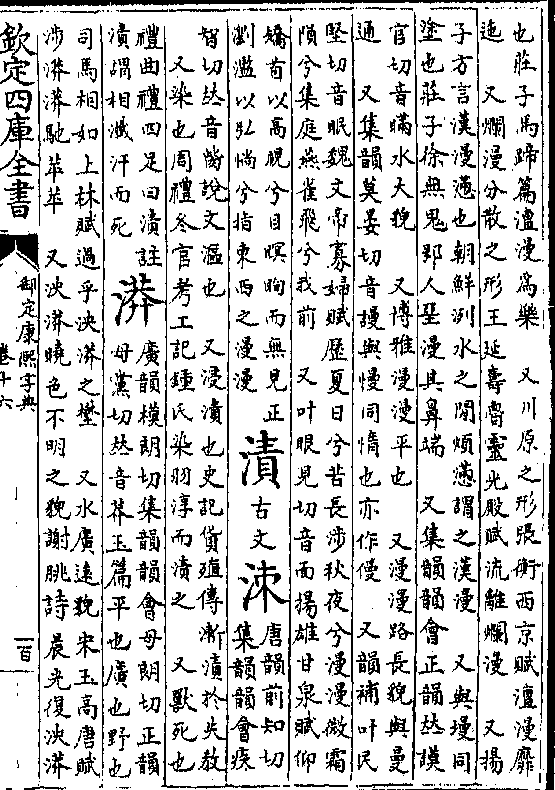 也莊子馬蹄篇澶漫爲樂　又川原之形張衡西京賦澶漫靡
迆　又爛漫分散之形王延壽魯靈光殿賦流離爛漫　又揚
子方言漢漫懣也朝鮮洌水之閒煩懣謂之漢漫　又與墁同
塗也莊子徐無鬼郢人堊漫其鼻端　又集韻韻會正韻𠀤謨
官切音瞞水大貌　又博雅漫漫平也　又漫漫路長貌與曼
通　又集韻莫晏切音謾與慢同惰也亦作僈　又韻補叶民
堅切音眠魏文帝寡婦賦歷夏日兮苦長涉秋夜兮漫漫微霜
隕兮集庭燕雀飛兮我前　又叶眼見切音面揚雄甘泉賦仰
撟首以高視兮目暝眴而無見正
瀏濫以弘惝兮指東西之漫漫
漬
古文
涑
唐韻前知切
集韻韻會疾
智切𠀤音眥說文漚也　又浸漬也史記貨殖傳漸漬於失教
又染也周禮冬官考工記鍾氏染羽淳而漬之　又獸死也
禮曲禮四足曰漬註
漬謂相瀸汙而死
漭
廣韻模朗切集韻韻會母朗切正韻
母黨切𠀤音莽玉篇平也廣也野也
司馬相如上林賦過乎泱漭之壄　又水廣遠貌宋玉高唐賦
涉漭漭馳苹苹　又泱漭曉色不明之貌謝朓詩晨光復泱漭
欽定四庫全書
御定康熙字典
卷十六
一百